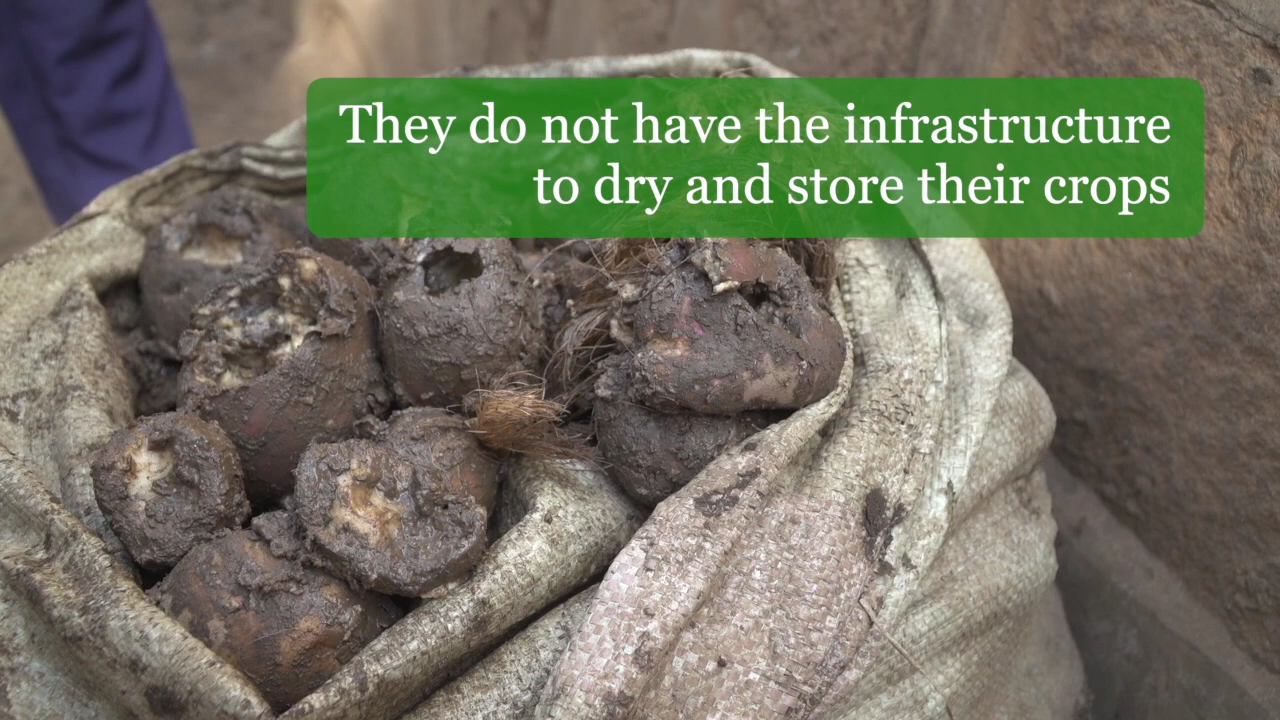 They do not have the infrastructure
to dry and store their crops